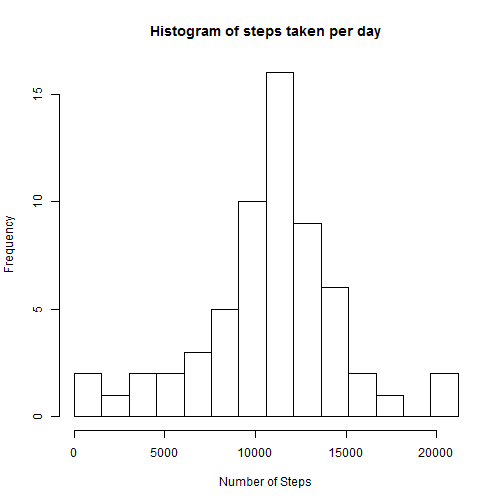 Histogram of steps taken per day
Frequency
15
10
5
0
0 5000 10000 15000 20000
Number of Steps